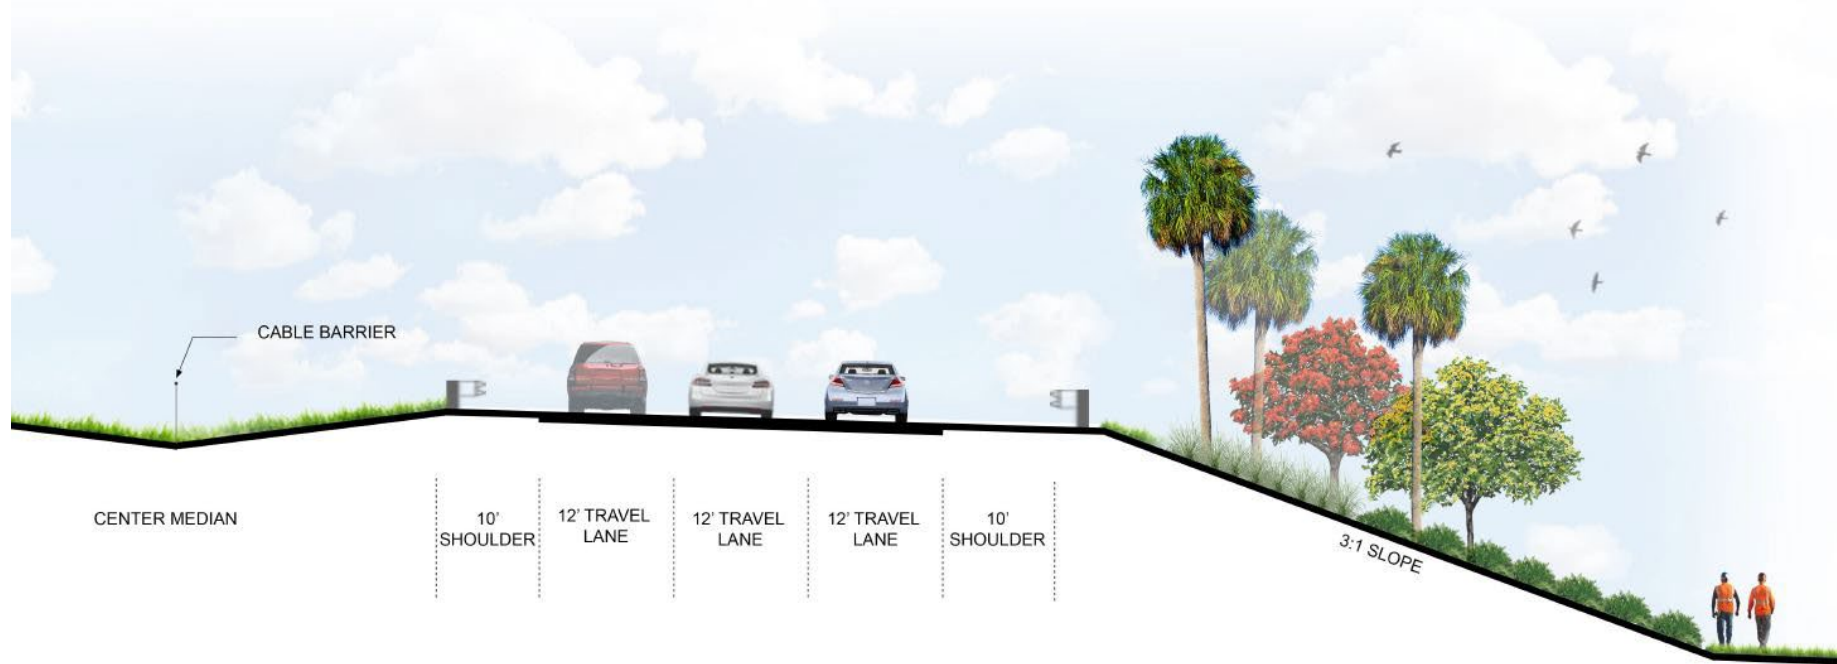 CABLE BARRIER
CENTER MEDIAN
10'
SHOULDER
12' TRAVEL
LANE
12' TRAVEL
LANE
12' TRAVEL
LANE
10'
SHOULDER
3:1 SLOPE